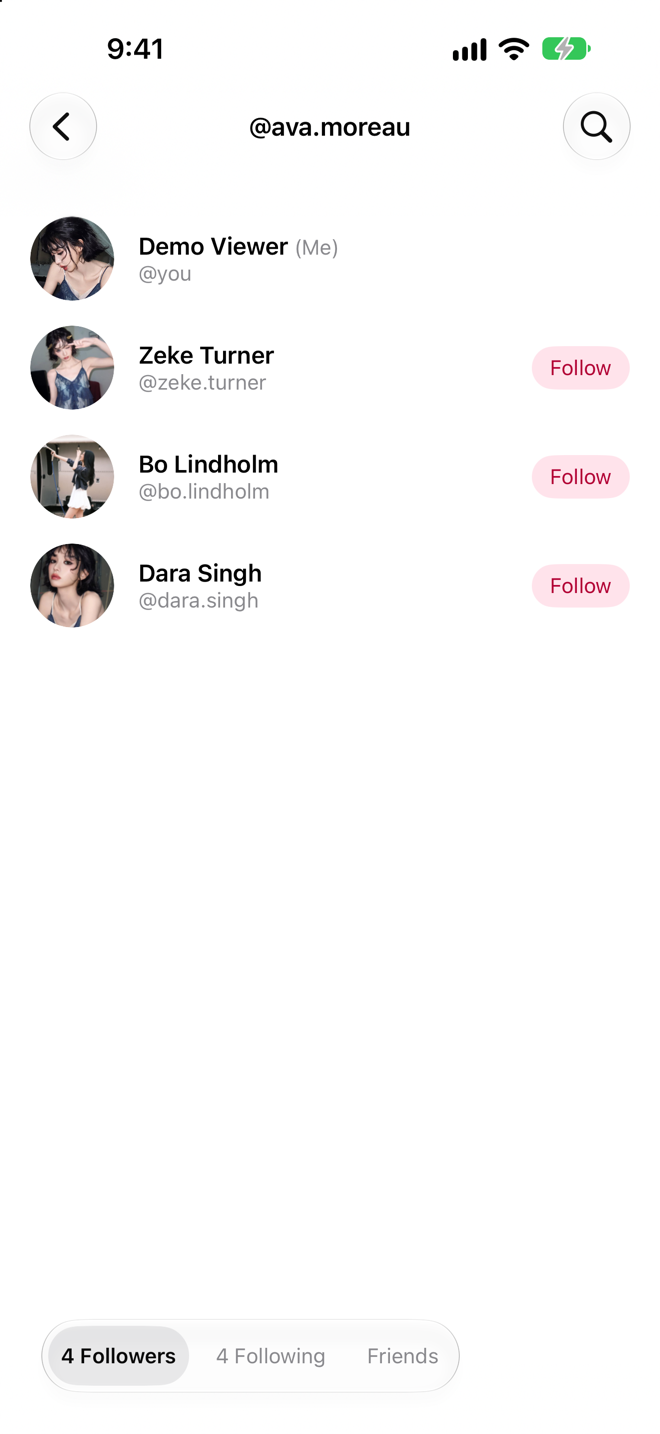 9:41
@ava.moreau
Demo Viewer (Me)
@you
Zeke Turner
@zeke.turner
Follow
Bo Lindholm
@bo.lindholm
Follow
Dara Singh
@dara.singh
Follow
4 Followers 4 Following Friends